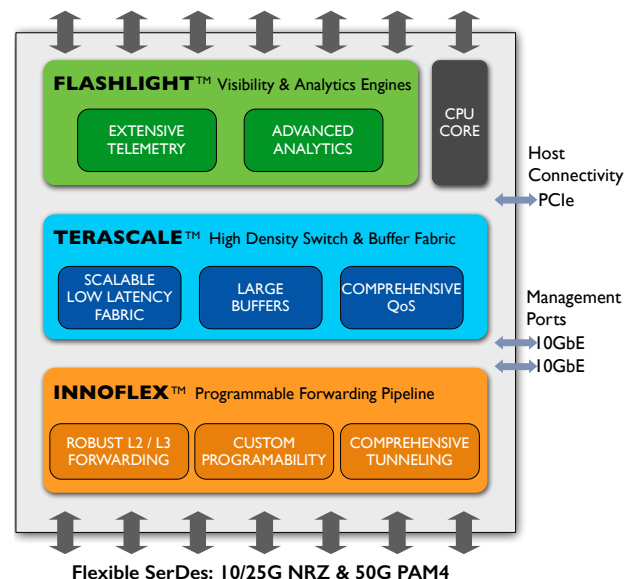 FLASHLIGHT™ Visibility & Analytics Engines
EXTENSIVE
TELEMETRY
ADVANCED
ANALYTICS
CPU
CORE
Host
Connectivity
PCIe
TERASCALE™ High Density Switch & Buffer Fabric
SCALABLE
LOW LATENCY
FABRIC
LARGE
BUFFERS
COMPREHENSIVE
QoS
Management
Ports
10GbE
10GbE
INNOFLEX™ Programmable Forwarding Pipeline
ROBUST L2 / L3
FORWARDING
CUSTOM
PROGRAMABILITY
COMPREHENSIVE
TUNNELING
Flexible SerDes: 10/25G NRZ & 50G PAM4